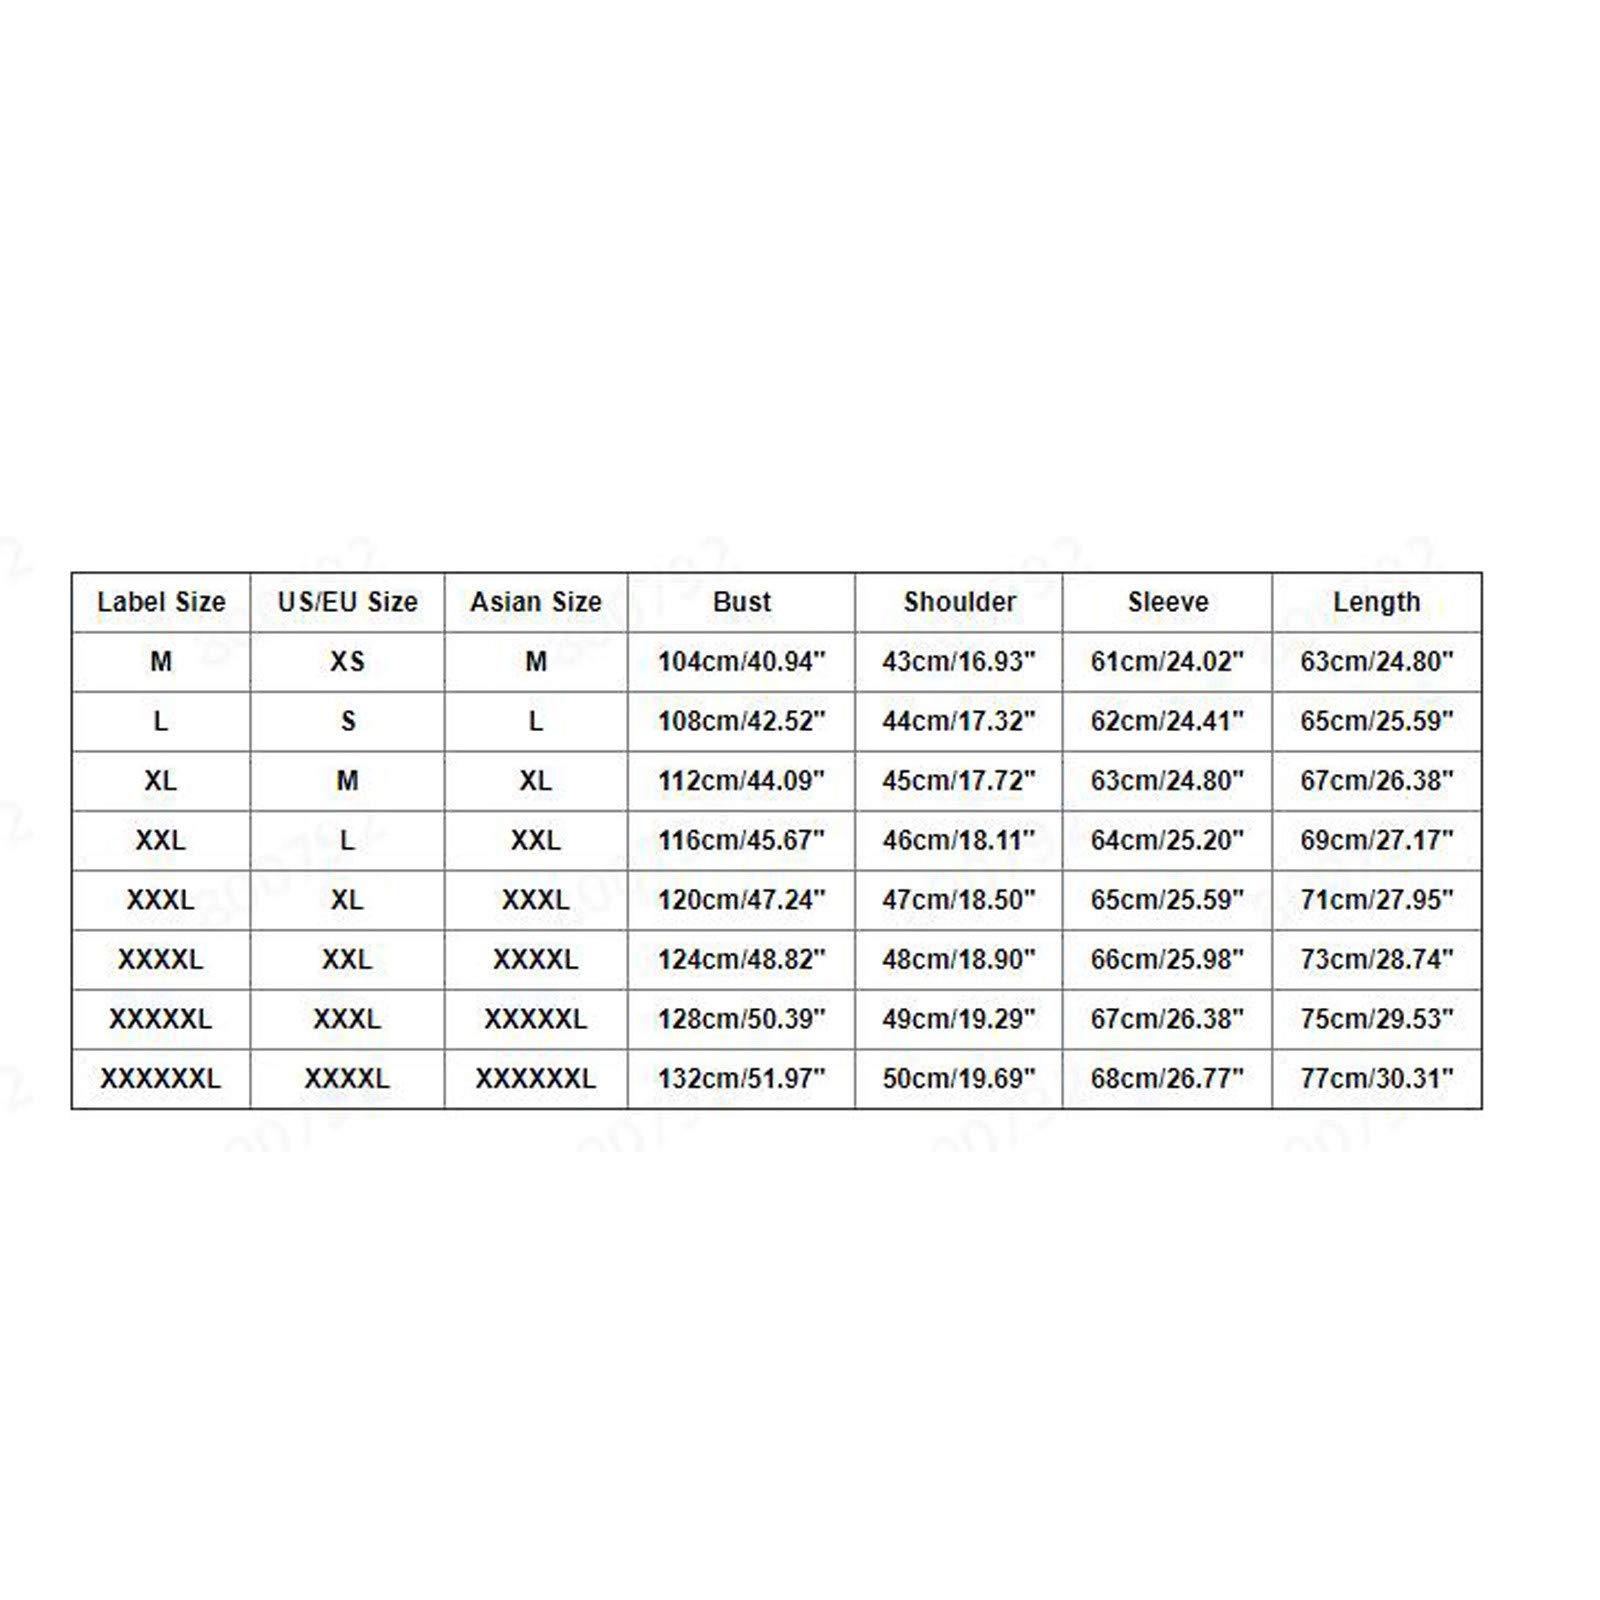 Label Size US/EU Size Asian Size Bust Shoulder Sleeve Length
M XS M 104cm/40.94" 43cm/16.93" 61cm/24.02" 63cm/24.80"
L S L 108cm/42.52" 44cm/17.32" 62cm/24.41" 65cm/25.59"
XL M XL 112cm/44.09" 45cm/17.72" 63cm/24.80" 67cm/26.38"
XXL L XXL 116cm/45.67" 46cm/18.11" 64cm/25.20" 69cm/27.17"
XXXL XL XXXL 120cm/47.24" 47cm/18.50" 65cm/25.59" 71cm/27.95"
XXXXL XXL XXXXL 124cm/48.82" 48cm/18.90" 66cm/25.98" 73cm/28.74"
XXXXXL XXXL XXXXXL 128cm/50.39" 49cm/19.29" 67cm/26.38" 75cm/29.53"
XXXXXXL XXXXL XXXXXXL 132cm/51.97" 50cm/19.69" 68cm/26.77" 77cm/30.31"